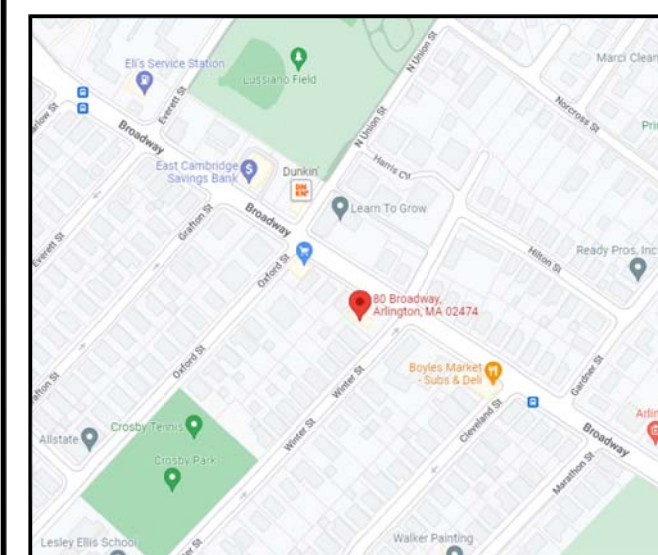 N Union St
Marci Clean
Eli's Service Station
Lussiano Field
Everett St
Norcross St
Broadway
N Union St
Pri
East Cambridge
Savings Bank
Dunkin'
Harris Cir
Learn To Grow
Grafton St
Broadway
Everett St
Oxford St
Hilton St
Ready Pros, Inc
80 Broadway,
Arlington, MA 02474
Oxford St
Boyles Market
- Subs & Deli
Gardner St
Winter St
Cleveland St
Broadway
Arlin
Crosby Tennis
Allstate
Winter St
Crosby Park
Marathon St
Lesley Ellis School
Walker Painting